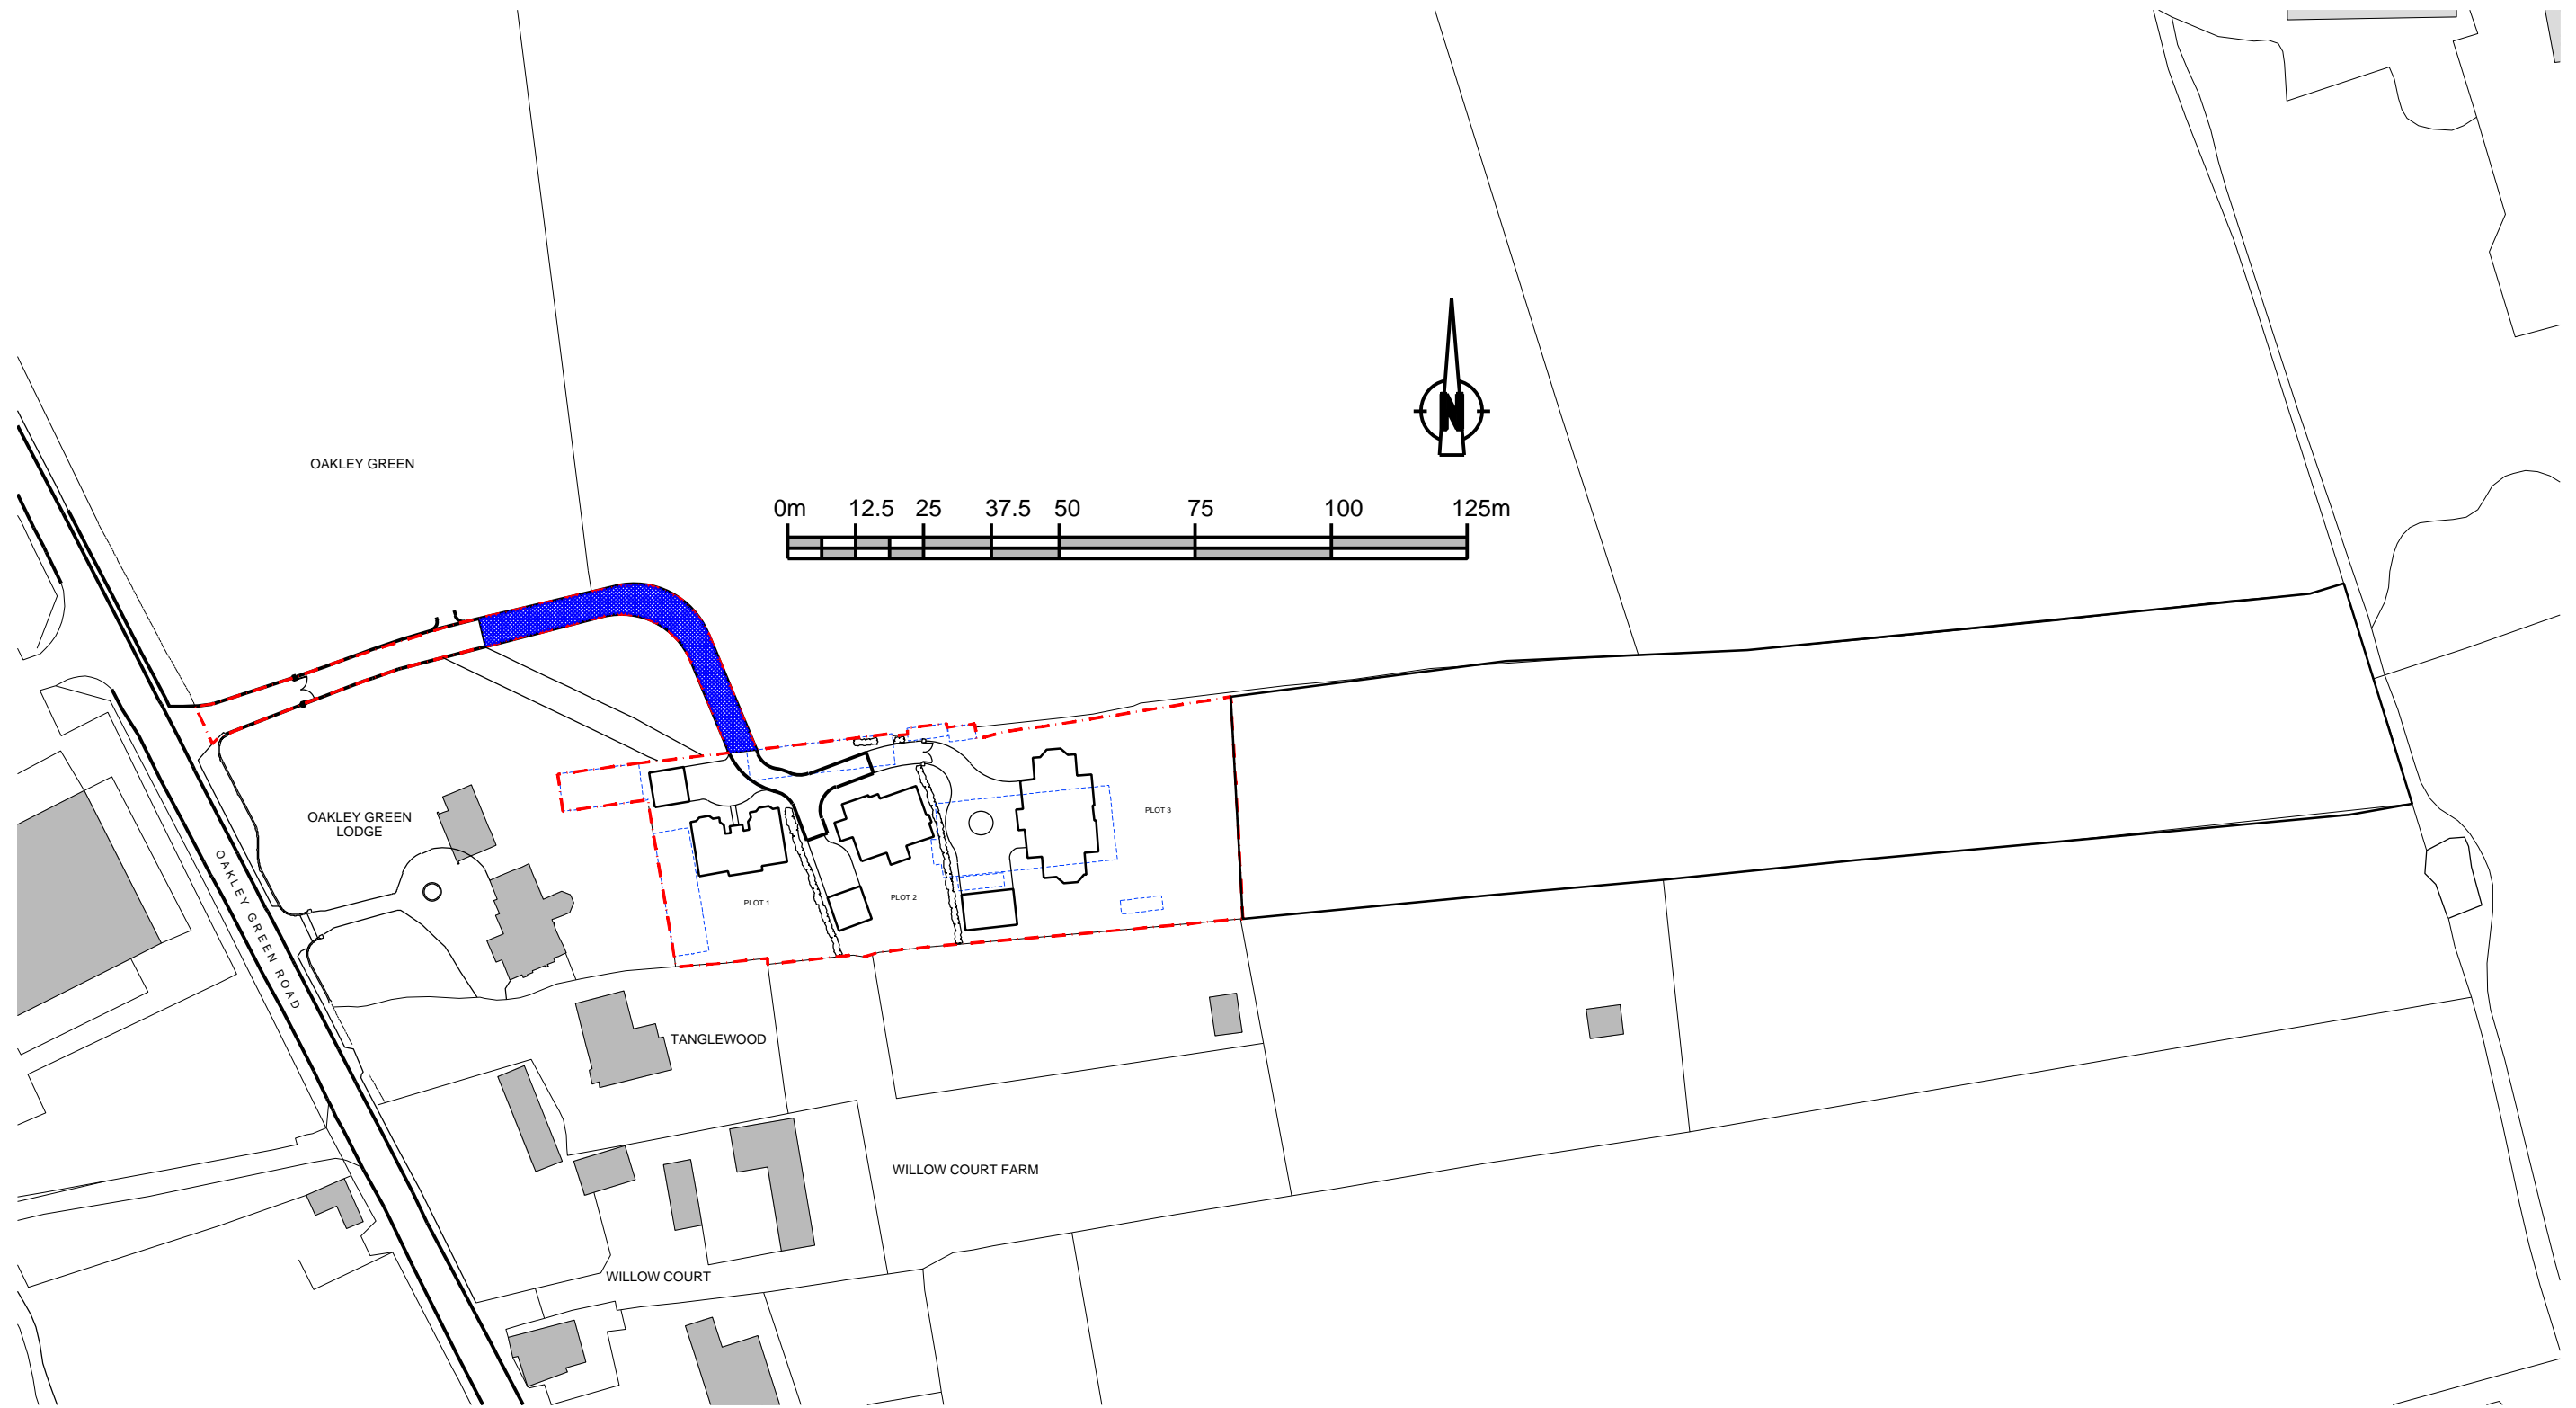 OAKLEY GREEN
N
0m 12.5 25 37.5 50 75 100 125m
OAKLEY GREEN
LODGE
PLOT 3
PLOT 1
PLOT 2
OAKLEY GREEN ROAD
TANGLEWOOD
WILLOW COURT FARM
WILLOW COURT